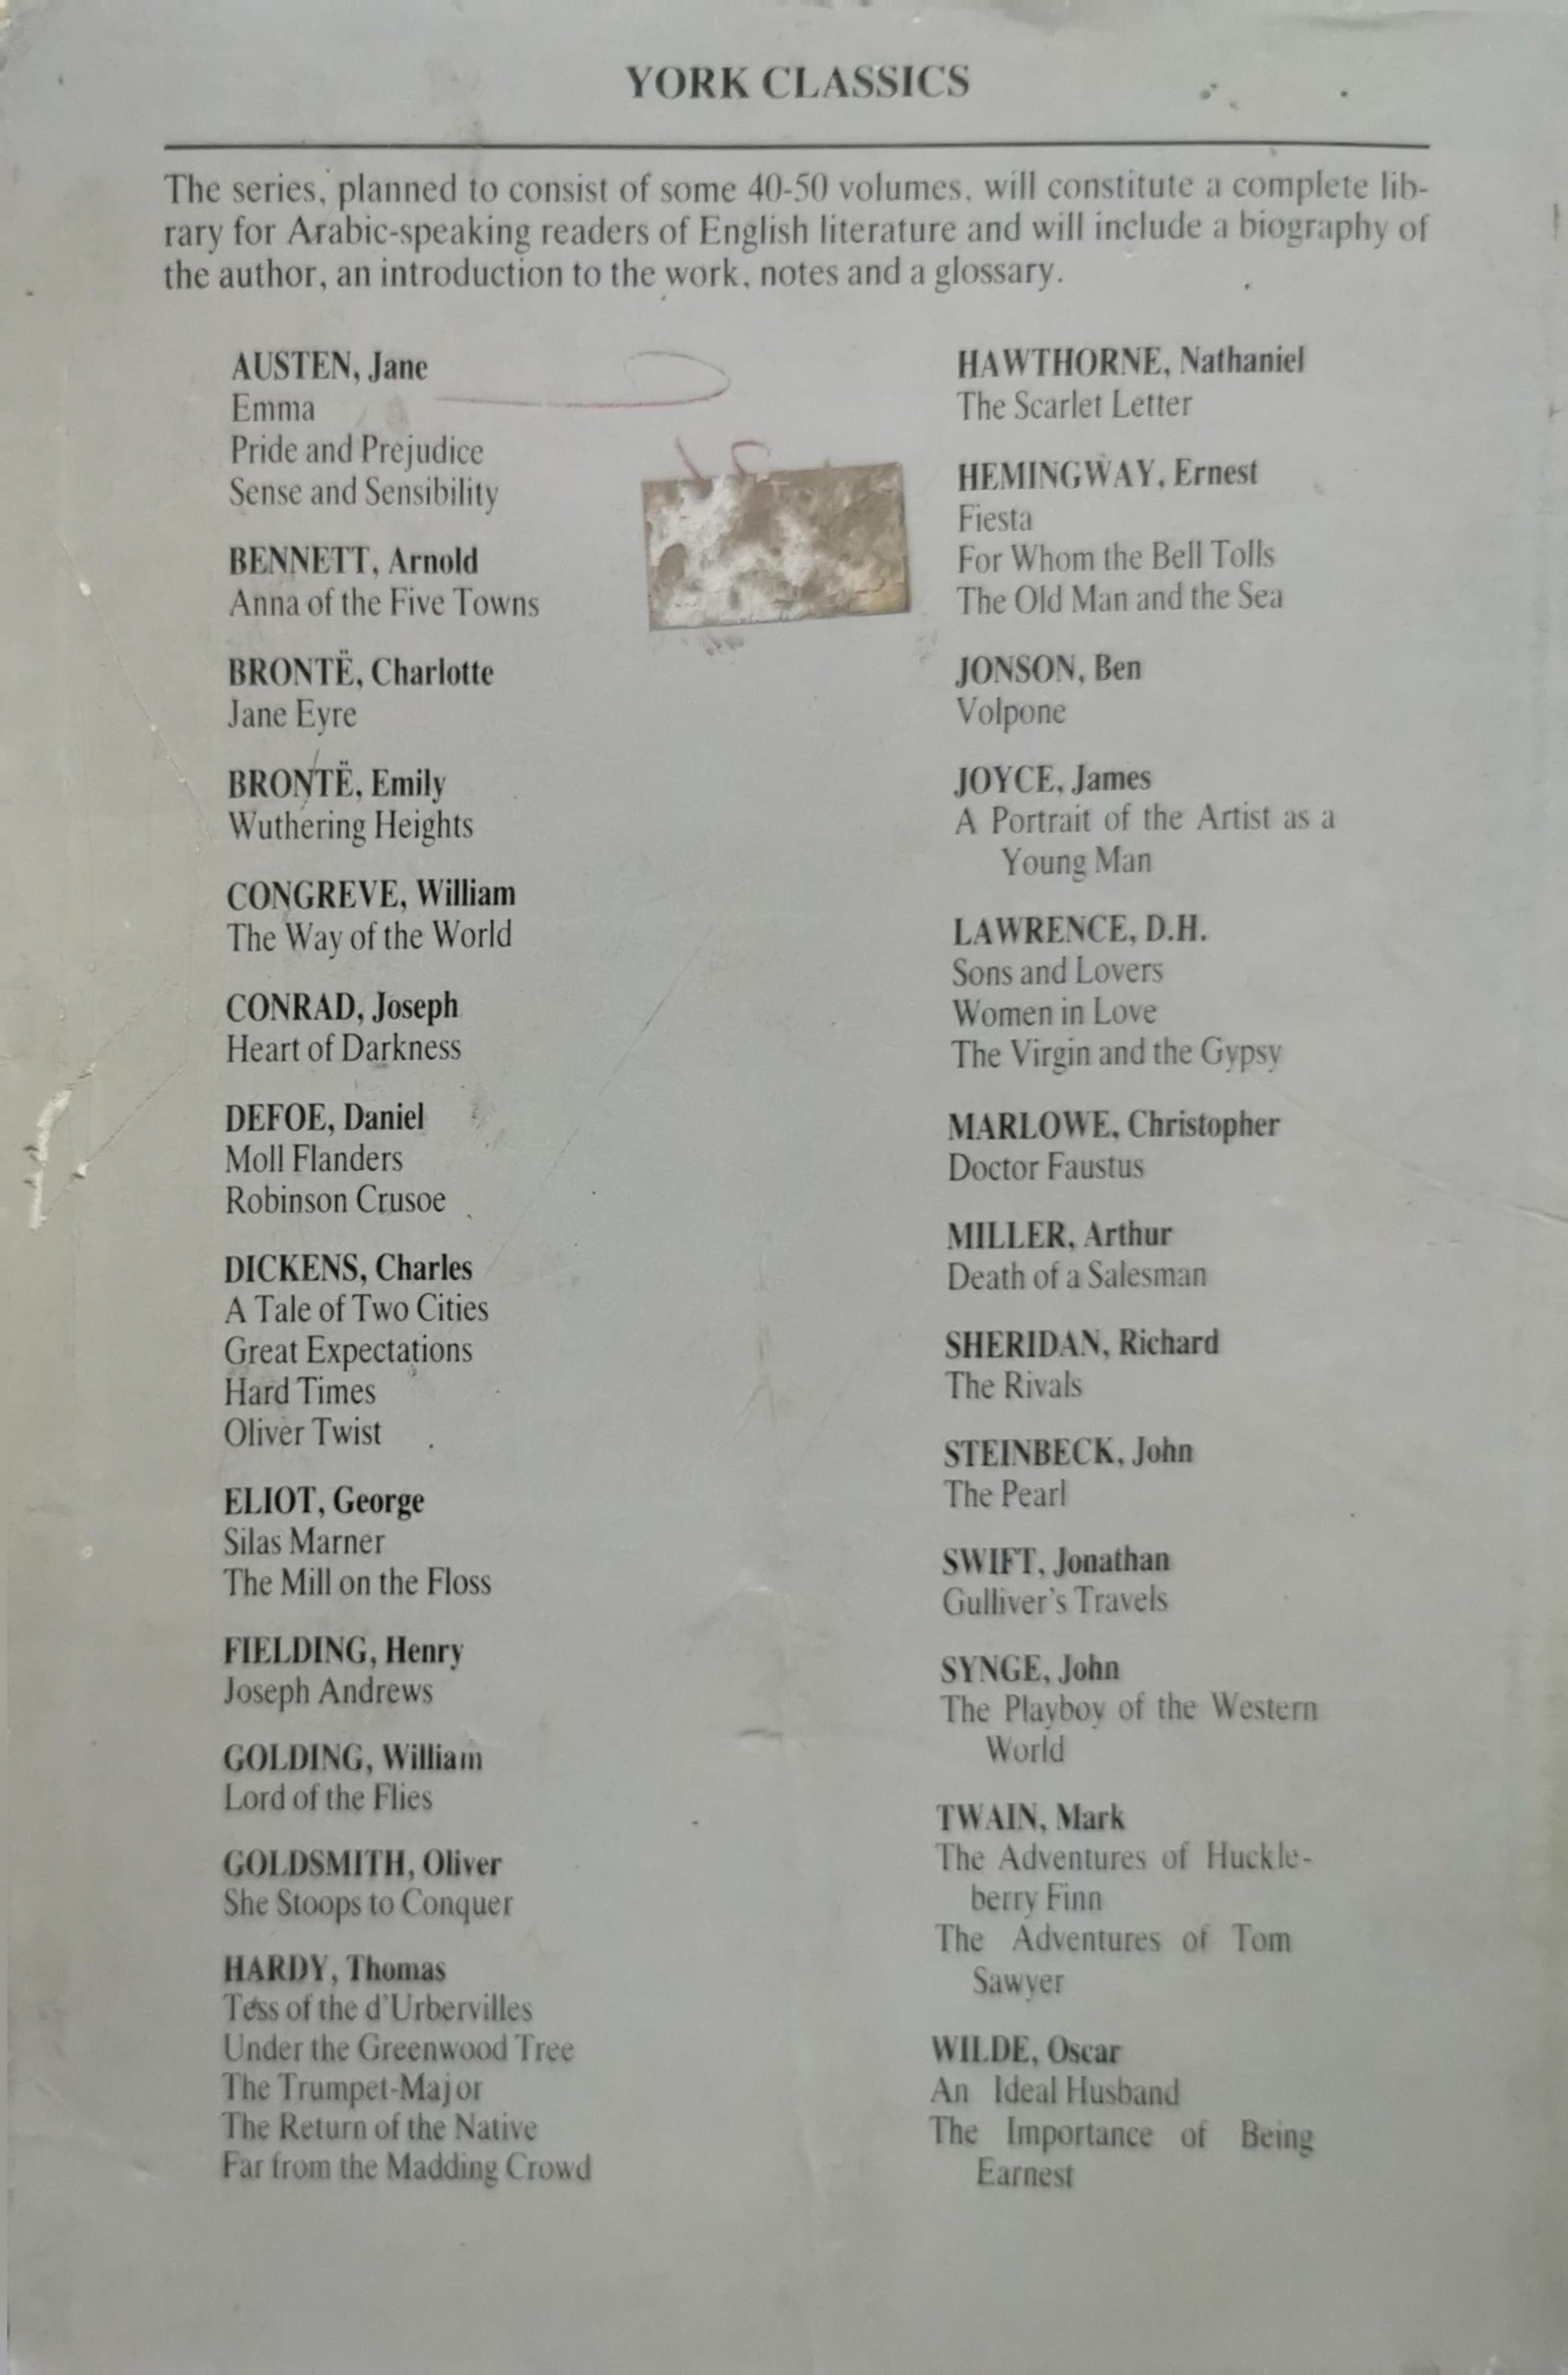 YORK CLASSICS
The series, planned to consist of some 40-50 volumes, will constitute a complete lib-
rary for Arabic-speaking readers of English literature and will include a biography of
the author, an introduction to the work, notes and a glossary.
AUSTEN, Jane
Emma
Pride and Prejudice
Sense and Sensibility
BENNETT, Arnold
Anna of the Five Towns
BRONTË, Charlotte
Jane Eyre
BRONTË, Emily
Wuthering Heights
CONGREVE, William
The Way of the World
CONRAD, Joseph
Heart of Darkness
DEFOE, Daniel
Moll Flanders
Robinson Crusoe
DICKENS, Charles
A Tale of Two Cities
Great Expectations
Hard Times
Oliver Twist
ELIOT, George
Silas Marner
The Mill on the Floss
FIELDING, Henry
Joseph Andrews
GOLDING, William
Lord of the Flies
GOLDSMITH, Oliver
She Stoops to Conquer
HARDY, Thomas
Tess of the d'Urbervilles
Under the Greenwood Tree
The Trumpet-Major
The Return of the Native
Far from the Madding Crowd
HAWTHORNE, Nathaniel
The Scarlet Letter
HEMINGWAY, Ernest
Fiesta
For Whom the Bell Tolls
The Old Man and the Sea
JONSON, Ben
Volpone
JOYCE, James
A Portrait of the Artist as a
Young Man
LAWRENCE, D.H.
Sons and Lovers
Women in Love
The Virgin and the Gypsy
MARLOWE, Christopher
Doctor Faustus
MILLER, Arthur
Death of a Salesman
SHERIDAN, Richard
The Rivals
STEINBECK, John
The Pearl
SWIFT, Jonathan
Gulliver's Travels
SYNGE, John
The Playboy of the Western
World
TWAIN, Mark
The Adventures of Huckle-
berry Finn
The Adventures of Tom
Sawyer
WILDE, Oscar
An Ideal Husband
The Importance of Being
Earnest